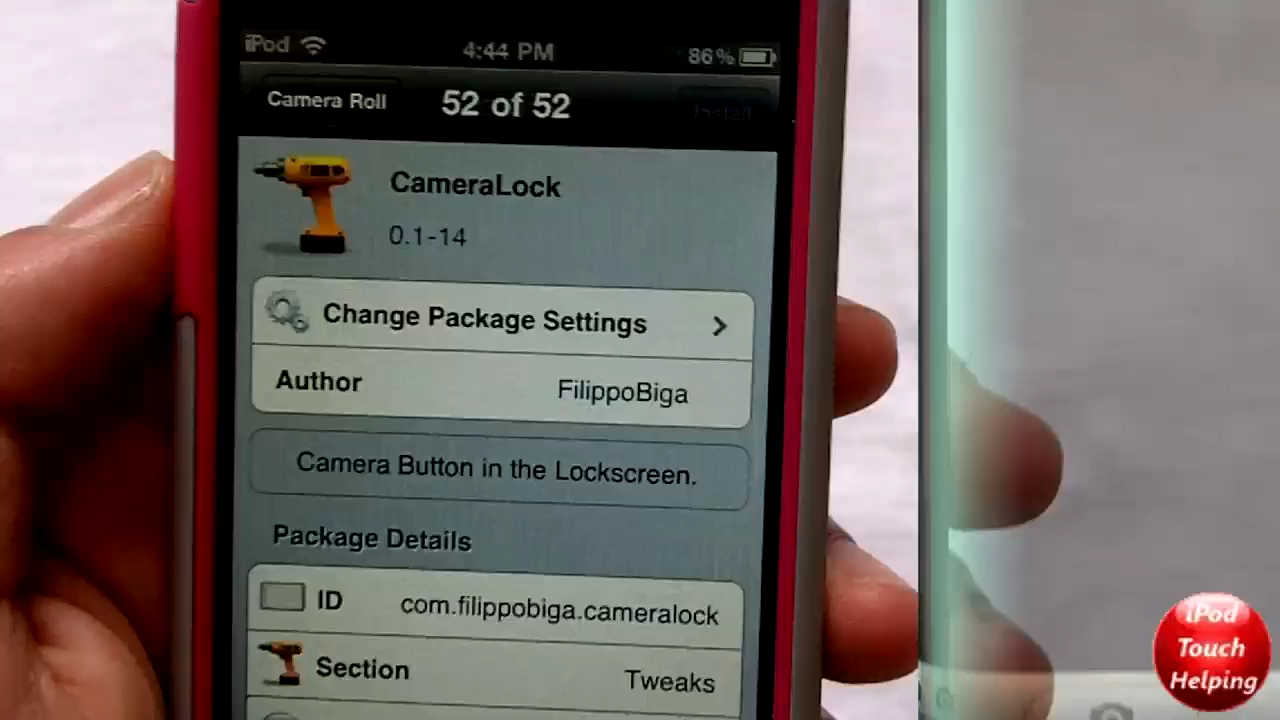 iPod
4:44 PM
86%
Camera Roll
52 of 52
Install
CameraLock
0.1-14
Change Package Settings
Author
FilippoBiga
Camera Button in the Lockscreen.
Package Details
ID
com.filippobiga.cameralock
Section
Tweaks
iPod
Touch
Helping